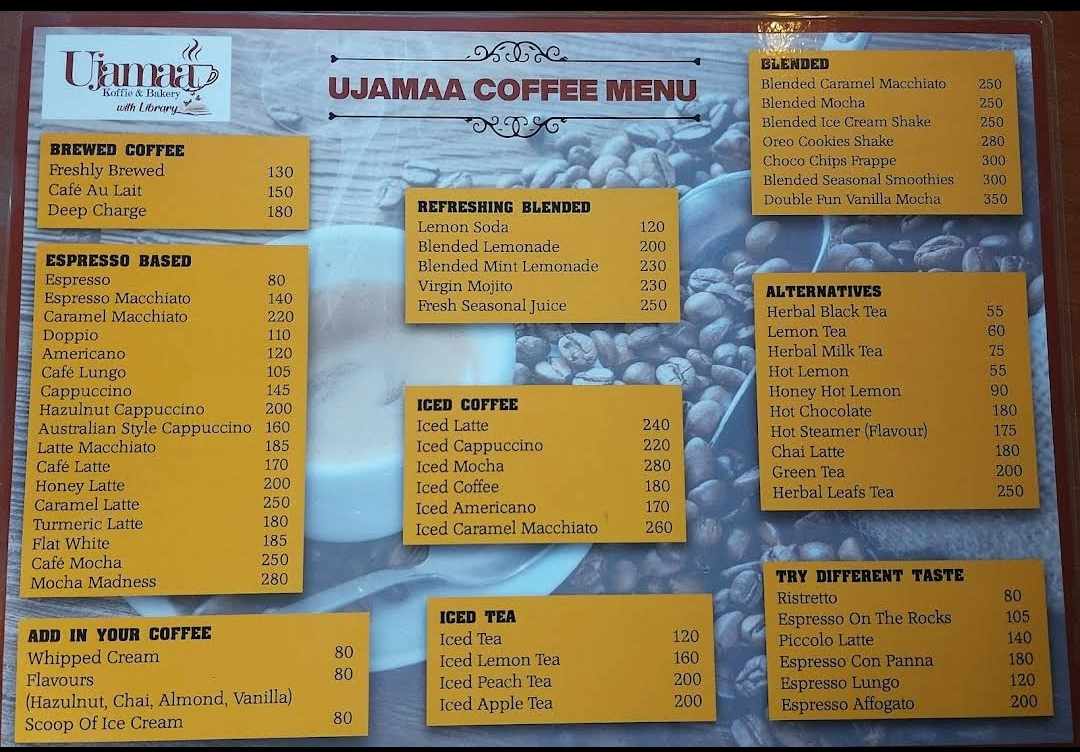 Ujamaa
Koffie & Bakery
with Library
UJAMAA COFFEE MENU
BREWED COFFEE
Freshly Brewed 130
Café Au Lait 150
Deep Charge 180
ESPRESSO BASED
Espresso 80
Espresso Macchiato 140
Caramel Macchiato 220
Doppio 110
Americano 120
Café Lungo 105
Cappuccino 145
Hazulnut Cappuccino 200
Australian Style Cappuccino 160
Latte Macchiato 185
Café Latte 170
Honey Latte 200
Caramel Latte 250
Turmeric Latte 180
Flat White 185
Café Mocha 250
Mocha Madness 280
ADD IN YOUR COFFEE
Whipped Cream 80
Flavours 80
(Hazulnut, Chai, Almond, Vanilla)
Scoop Of Ice Cream 80
REFRESHING BLENDED
Lemon Soda 120
Blended Lemonade 200
Blended Mint Lemonade 230
Virgin Mojito 230
Fresh Seasonal Juice 250
ICED COFFEE
Iced Latte 240
Iced Cappuccino 220
Iced Mocha 280
Iced Coffee 180
Iced Americano 170
Iced Caramel Macchiato 260
ICED TEA
Iced Tea 120
Iced Lemon Tea 160
Iced Peach Tea 200
Iced Apple Tea 200
BLENDED
Blended Caramel Macchiato 250
Blended Mocha 250
Blended Ice Cream Shake 250
Oreo Cookies Shake 280
Choco Chips Frappe 300
Blended Seasonal Smoothies 300
Double Fun Vanilla Mocha 350
ALTERNATIVES
Herbal Black Tea 55
Lemon Tea 60
Herbal Milk Tea 75
Hot Lemon 55
Honey Hot Lemon 90
Hot Chocolate 180
Hot Steamer (Flavour) 175
Chai Latte 180
Green Tea 200
Herbal Leafs Tea 250
TRY DIFFERENT TASTE
Ristretto 80
Espresso On The Rocks 105
Piccolo Latte 140
Espresso Con Panna 180
Espresso Lungo 120
Espresso Affogato 200